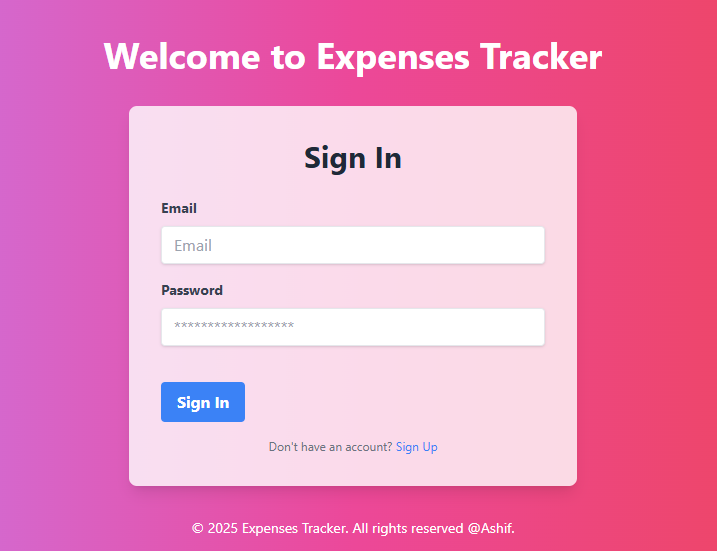 Welcome to Expenses Tracker
Sign In
Email
Email
Password
******************
Sign In
Don't have an account? Sign Up
© 2025 Expenses Tracker. All rights reserved @Ashif.